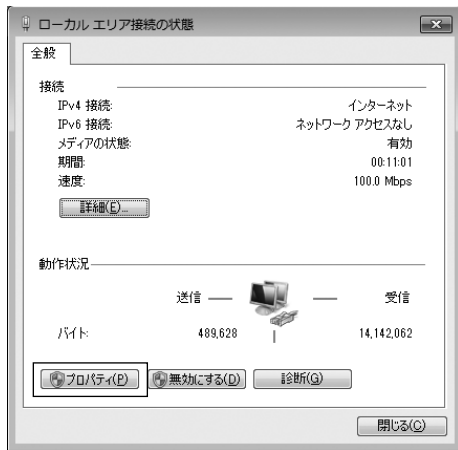 ローカル エリア接続の状態
全般
接続
IPv4 接続: インターネット
IPv6 接続: ネットワーク アクセスなし
メディアの状態: 有効
期間: 00:11:01
速度: 100.0 Mbps
詳細(E)...
動作状況
送信 受信
バイト: 489,628 14,142,062
プロパティ(P) 無効にする(D) 診断(G)
閉じる(C)